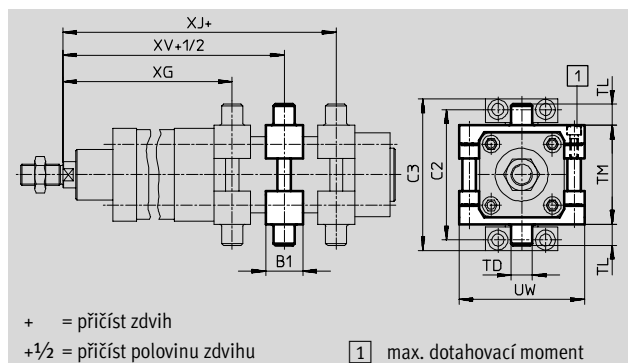 XJ+
XV+1/2
XG
1
TL
C3
C2
TM
B1
TD
UW
TL
+ = přičíst zdvih
+½ = přičíst polovinu zdvihu
1 max. dotahovací moment